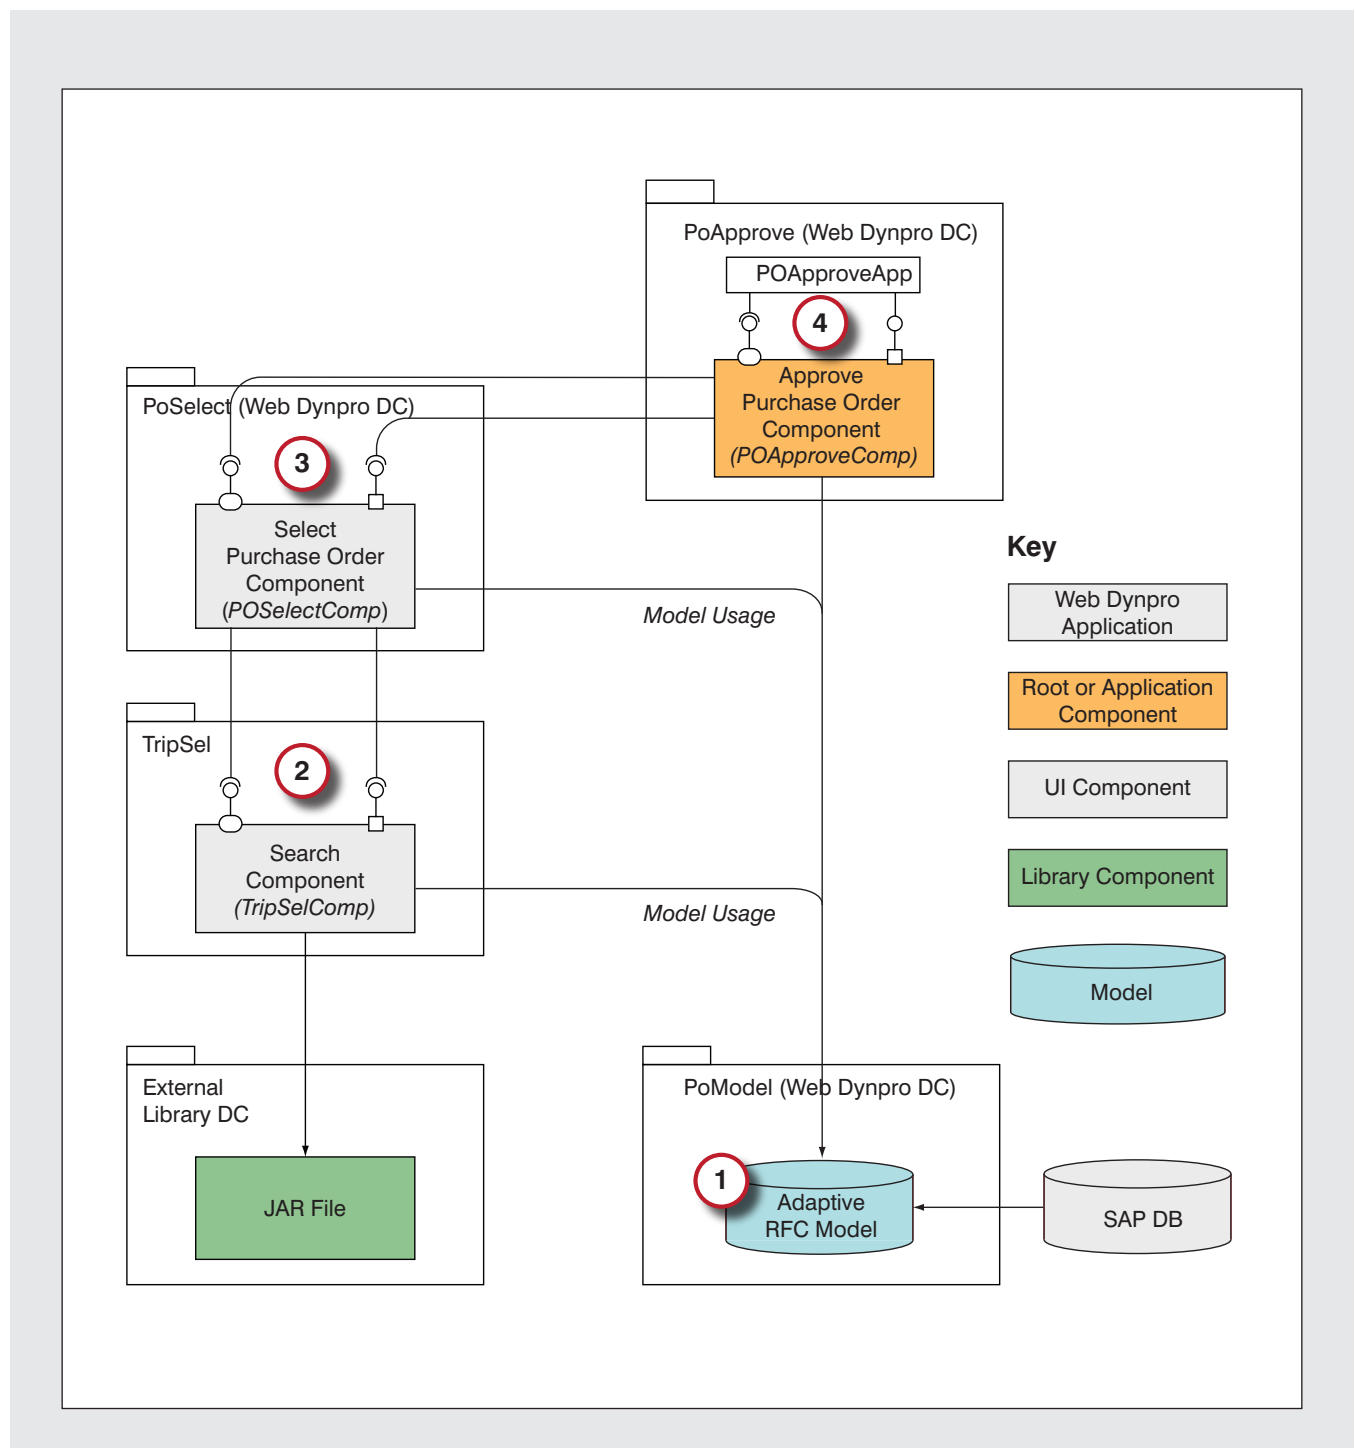 PoApprove (Web Dynpro DC)
POApproveApp
4
Approve
Purchase Order
Component
(POApproveComp)
PoSelect (Web Dynpro DC)
3
Select
Purchase Order
Component
(POSelectComp)
Model Usage
TripSel
2
Search
Component
(TripSelComp)
Model Usage
External
Library DC
JAR File
PoModel (Web Dynpro DC)
1
Adaptive
RFC Model
SAP DB
Key
Web Dynpro
Application
Root or Application
Component
UI Component
Library Component
Model